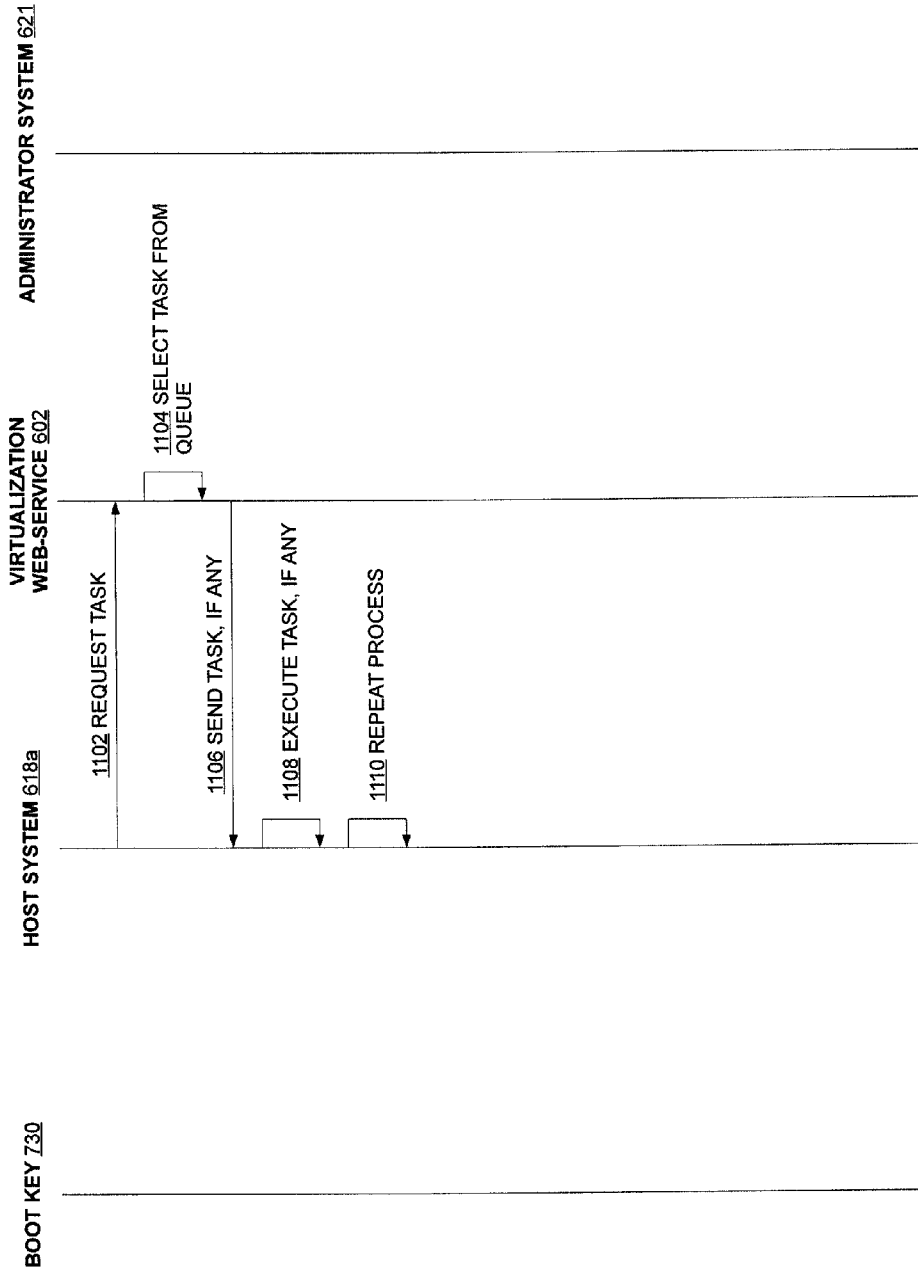 BOOT KEY 730
HOST SYSTEM 618a
VIRTUALIZATION
WEB-SERVICE 602
ADMINISTRATOR SYSTEM 621
1102 REQUEST TASK
1104 SELECT TASK FROM
QUEUE
1106 SEND TASK, IF ANY
1108 EXECUTE TASK, IF ANY
1110 REPEAT PROCESS